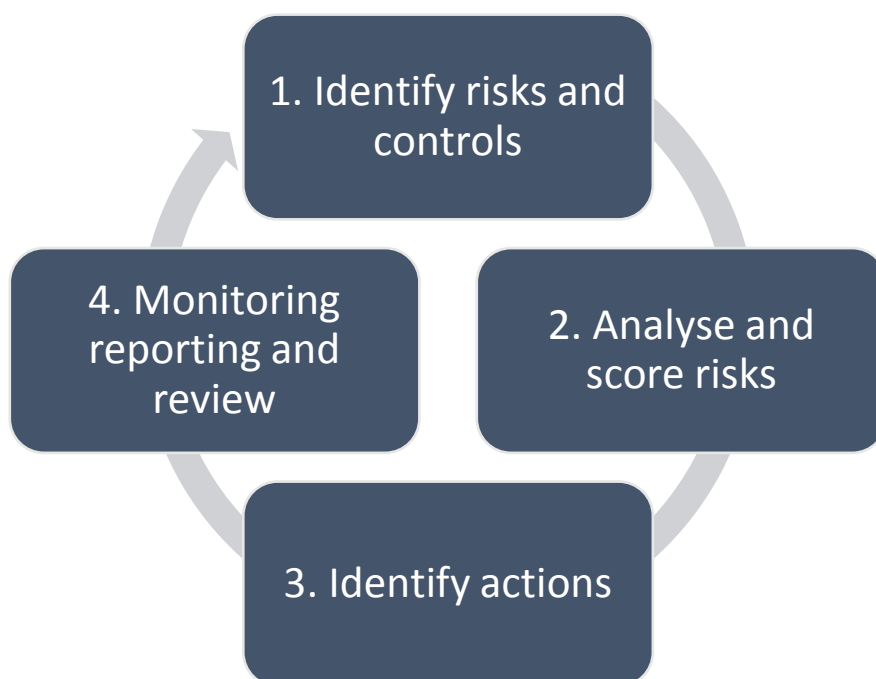 1. Identify risks and
controls
2. Analyse and
score risks
3. Identify actions
4. Monitoring
reporting and
review